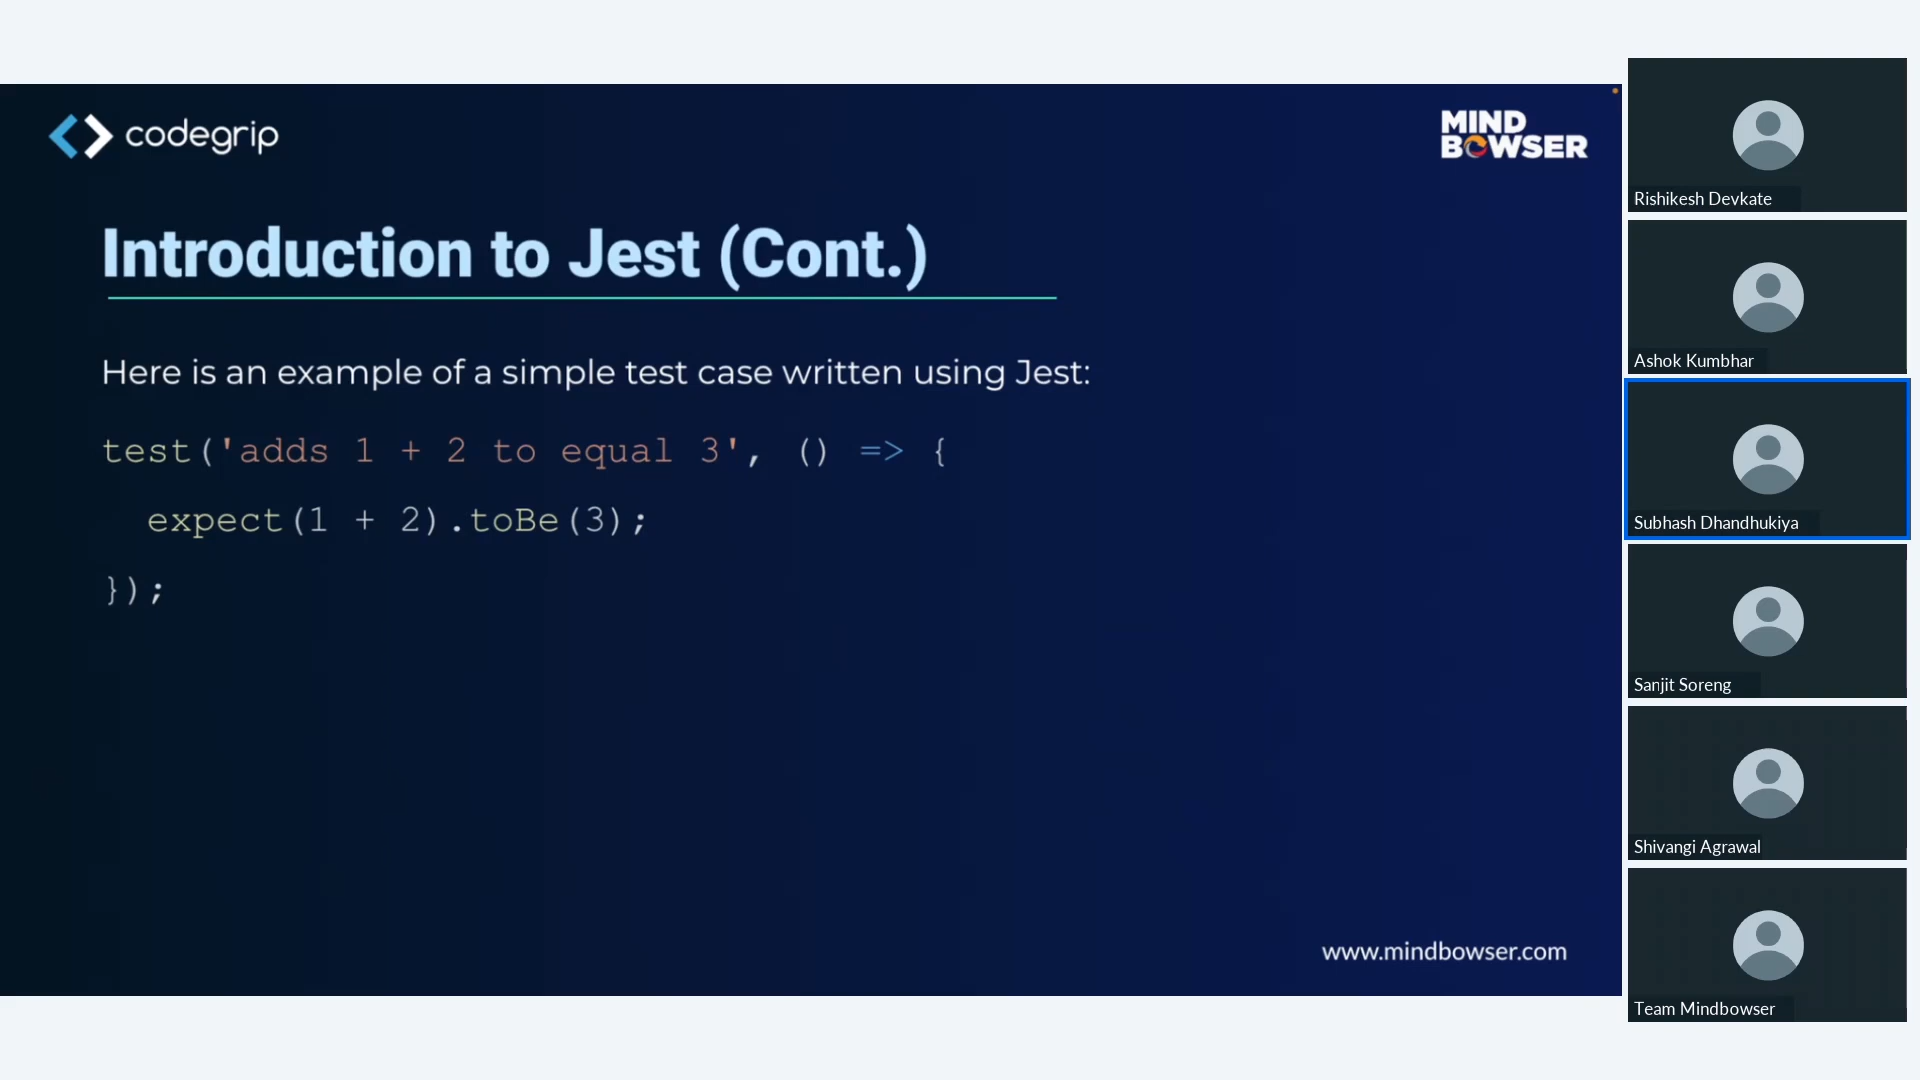 codegrip
MIND
BOWSER
Introduction to Jest (Cont.)
Here is an example of a simple test case written using Jest:
test('adds 1 + 2 to equal 3', () => {
  expect(1 + 2).toBe(3);
});
www.mindbowser.com
Rishikesh Devkate
Ashok Kumbhar
Subhash Dhandhukiya
Sanjit Soreng
Shivangi Agrawal
Team Mindbowser